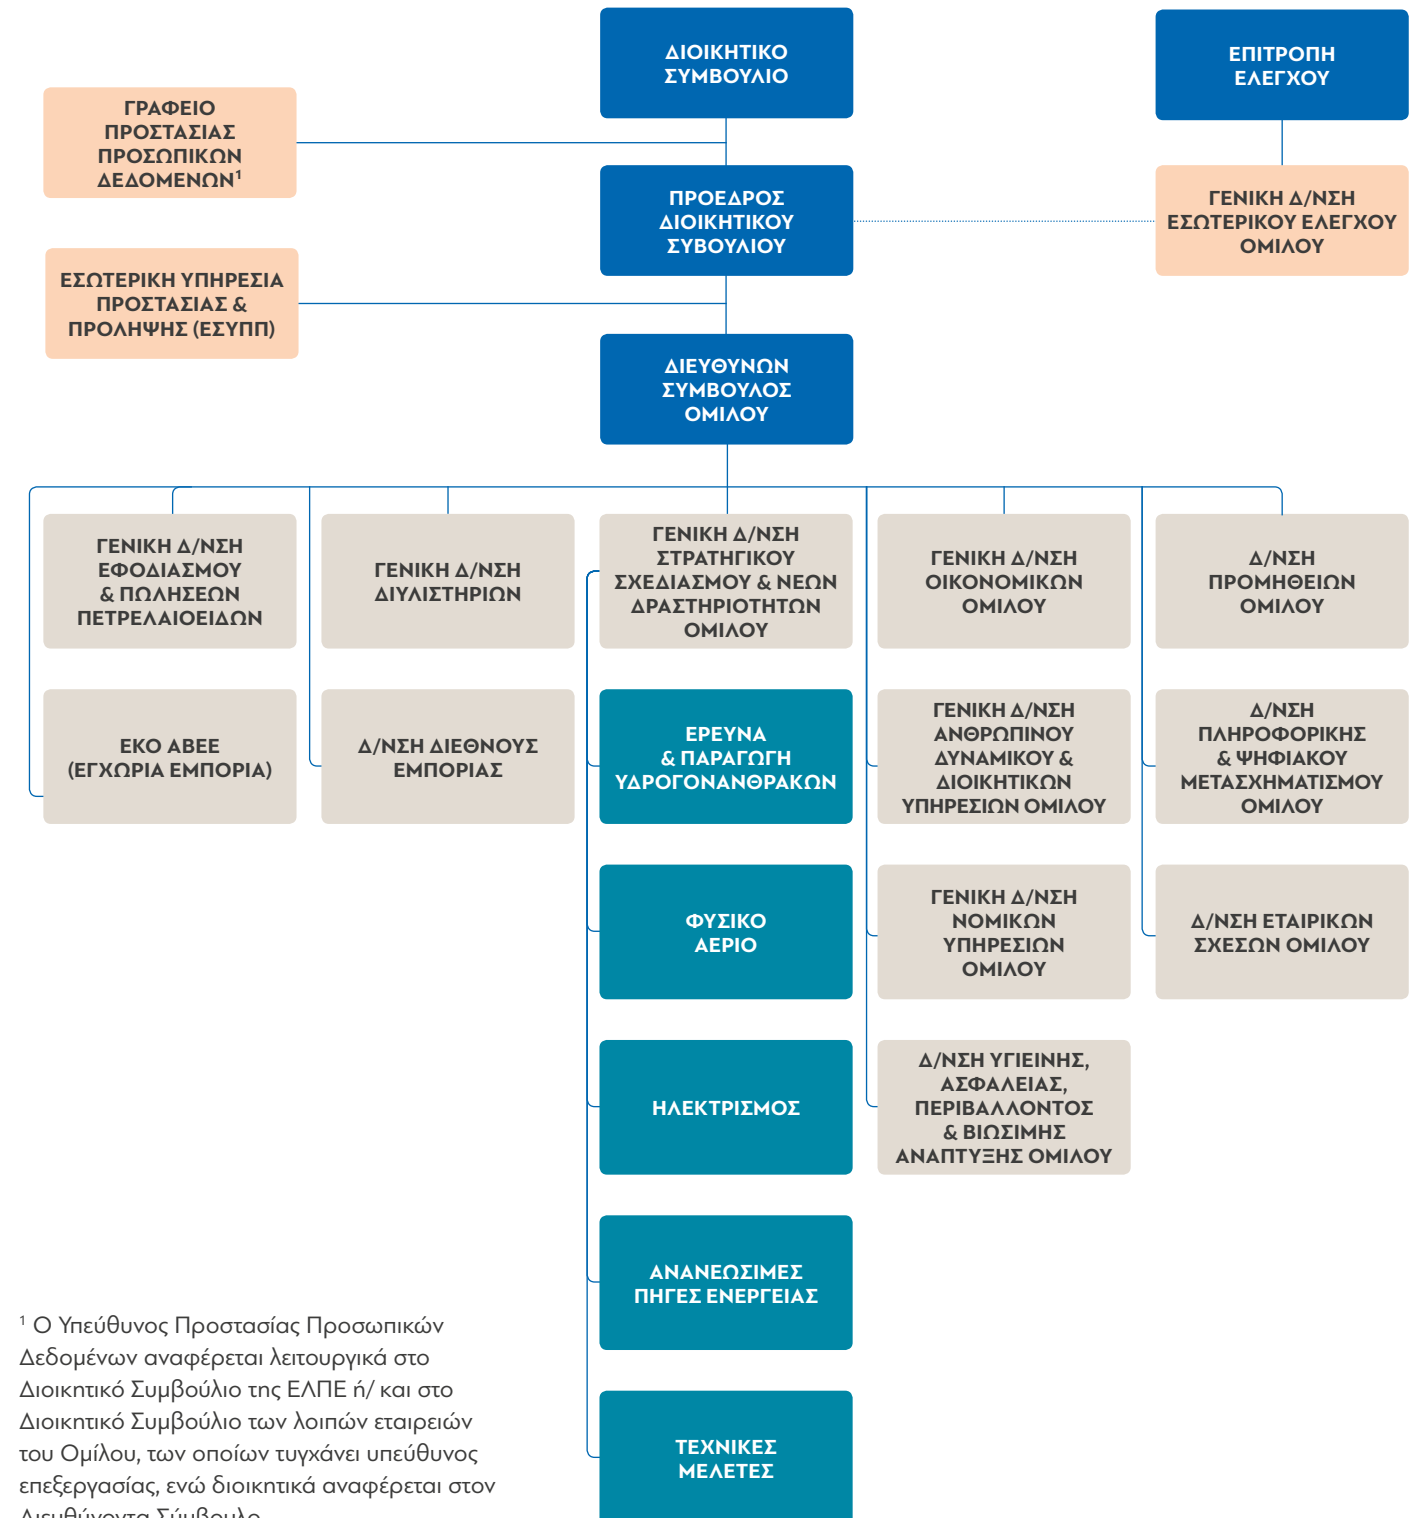 ΔΙΟΙΚΗΤΙΚΟ
ΣΥΜΒΟΥΛΙΟ
ΕΠΙΤΡΟΠΗ
ΕΛΕΓΧΟΥ
ΓΡΑΦΕΙΟ
ΠΡΟΣΤΑΣΙΑΣ
ΠΡΟΣΩΠΙΚΩΝ
ΔΕΔΟΜΕΝΩΝ¹
ΠΡΟΕΔΡΟΣ
ΔΙΟΙΚΗΤΙΚΟΥ
ΣΥΒΟΥΛΙΟΥ
ΓΕΝΙΚΗ Δ/ΝΣΗ
ΕΣΩΤΕΡΙΚΟΥ ΕΛΕΓΧΟΥ
ΟΜΙΛΟΥ
ΕΣΩΤΕΡΙΚΗ ΥΠΗΡΕΣΙΑ
ΠΡΟΣΤΑΣΙΑΣ &
ΠΡΟΛΗΨΗΣ (ΕΣΥΠΠ)
ΔΙΕΥΘΥΝΩΝ
ΣΥΜΒΟΥΛΟΣ
ΟΜΙΛΟΥ
ΓΕΝΙΚΗ Δ/ΝΣΗ
ΕΦΟΔΙΑΣΜΟΥ
& ΠΩΛΗΣΕΩΝ
ΠΕΤΡΕΛΑΙΟΕΙΔΩΝ
ΓΕΝΙΚΗ Δ/ΝΣΗ
ΔΙΥΛΙΣΤΗΡΙΩΝ
ΓΕΝΙΚΗ Δ/ΝΣΗ
ΣΤΡΑΤΗΓΙΚΟΥ
ΣΧΕΔΙΑΣΜΟΥ & ΝΕΩΝ
ΔΡΑΣΤΗΡΙΟΤΗΤΩΝ
ΟΜΙΛΟΥ
ΓΕΝΙΚΗ Δ/ΝΣΗ
ΟΙΚΟΝΟΜΙΚΩΝ
ΟΜΙΛΟΥ
Δ/ΝΣΗ
ΠΡΟΜΗΘΕΙΩΝ
ΟΜΙΛΟΥ
ΕΚΟ ΑΒΕΕ
(ΕΓΧΩΡΙΑ ΕΜΠΟΡΙΑ)
Δ/ΝΣΗ ΔΙΕΘΝΟΥΣ
ΕΜΠΟΡΙΑΣ
ΕΡΕΥΝΑ
& ΠΑΡΑΓΩΓΗ
ΥΔΡΟΓΟΝΑΝΘΡΑΚΩΝ
ΓΕΝΙΚΗ Δ/ΝΣΗ
ΑΝΘΡΩΠΙΝΟΥ
ΔΥΝΑΜΙΚΟΥ &
ΔΙΟΙΚΗΤΙΚΩΝ
ΥΠΗΡΕΣΙΩΝ ΟΜΙΛΟΥ
Δ/ΝΣΗ
ΠΛΗΡΟΦΟΡΙΚΗΣ
& ΨΗΦΙΑΚΟΥ
ΜΕΤΑΣΧΗΜΑΤΙΣΜΟΥ
ΟΜΙΛΟΥ
ΦΥΣΙΚΟ
ΑΕΡΙΟ
ΓΕΝΙΚΗ Δ/ΝΣΗ
ΝΟΜΙΚΩΝ
ΥΠΗΡΕΣΙΩΝ
ΟΜΙΛΟΥ
Δ/ΝΣΗ ΕΤΑΙΡΙΚΩΝ
ΣΧΕΣΩΝ ΟΜΙΛΟΥ
ΗΛΕΚΤΡΙΣΜΟΣ
Δ/ΝΣΗ ΥΓΙΕΙΝΗΣ,
ΑΣΦΑΛΕΙΑΣ,
ΠΕΡΙΒΑΛΛΟΝΤΟΣ
& ΒΙΩΣΙΜΗΣ
ΑΝΑΠΤΥΞΗΣ ΟΜΙΛΟΥ
ΑΝΑΝΕΩΣΙΜΕΣ
ΠΗΓΕΣ ΕΝΕΡΓΕΙΑΣ
ΤΕΧΝΙΚΕΣ
ΜΕΛΕΤΕΣ
¹ Ο Υπεύθυνος Προστασίας Προσωπικών
Δεδομένων αναφέρεται λειτουργικά στο
Διοικητικό Συμβούλιο της ΕΛΠΕ ή/ και στο
Διοικητικό Συμβούλιο των λοιπών εταιρειών
του Ομίλου, των οποίων τυγχάνει υπεύθυνος
επεξεργασίας, ενώ διοικητικά αναφέρεται στον
Διευθύνοντα Σύμβουλο